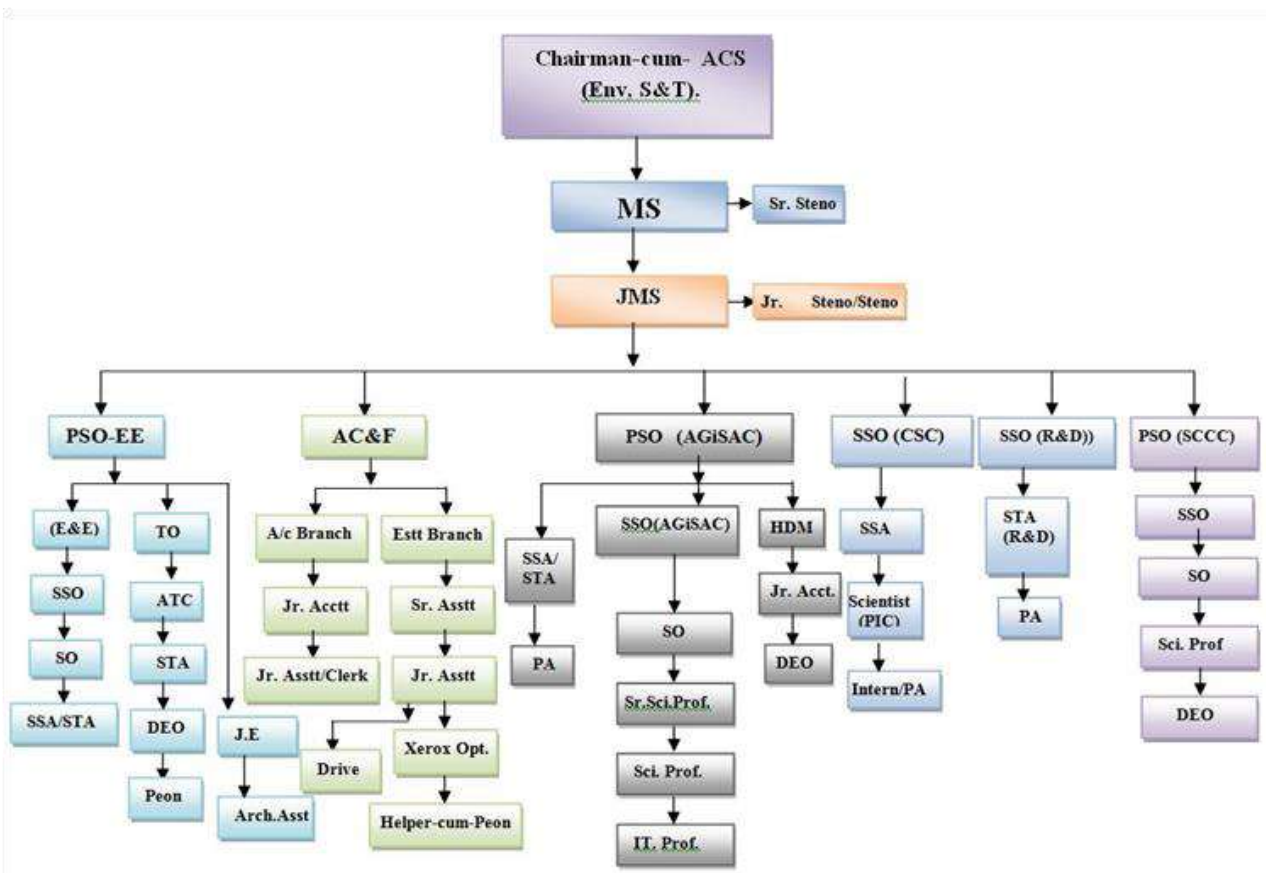 Chairman-cum- ACS
(Env, S&T).
MS
Sr. Steno
JMS
Jr. Steno/Steno
PSO-EE
AC&F
PSO (AGiSAC)
SSO (CSC)
SSO (R&D))
PSO (SCCC)
(E&E)
SSO
SO
SSA/STA
TO
ATC
STA
DEO
Peon
J.E
Arch.Asst
A/c Branch
Jr. Acctt
Jr. Asstt/Clerk
Estt Branch
Sr. Asstt
Jr. Asstt
Drive
Xerox Opt.
Helper-cum-Peon
SSA/
STA
PA
SSO(AGiSAC)
SO
Sr.Sci.Prof.
Sci. Prof.
IT. Prof.
HDM
Jr. Acct.
DEO
SSA
Scientist
(PIC)
Intern/PA
STA
(R&D)
PA
SSO
SO
Sci. Prof
DEO